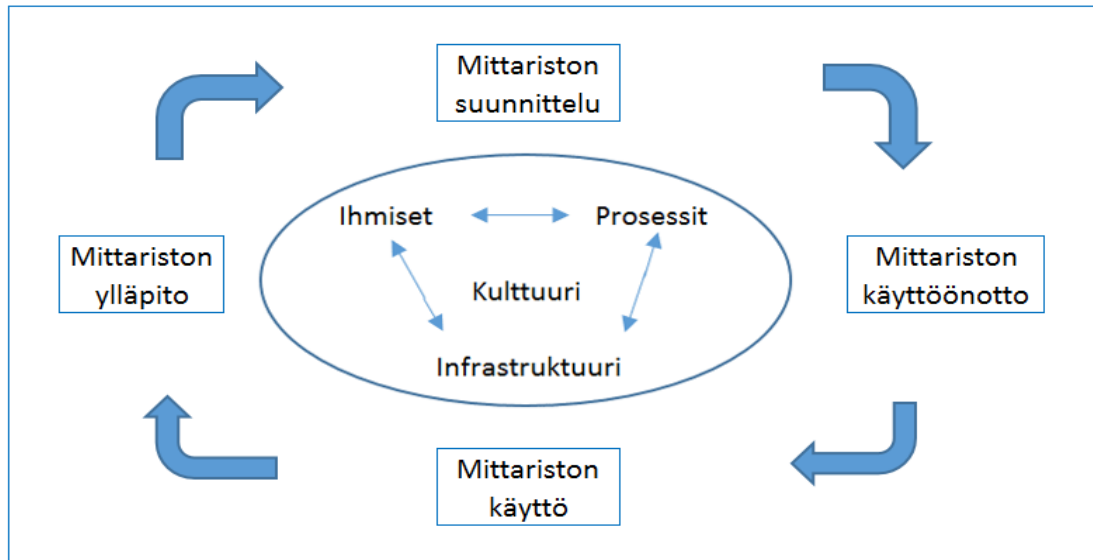 Mittariston
suunnittelu
Ihmiset
Prosessit
Mittariston
ylläpito
Kulttuuri
Mittariston
käyttöönotto
Infrastruktuuri
Mittariston
käyttö